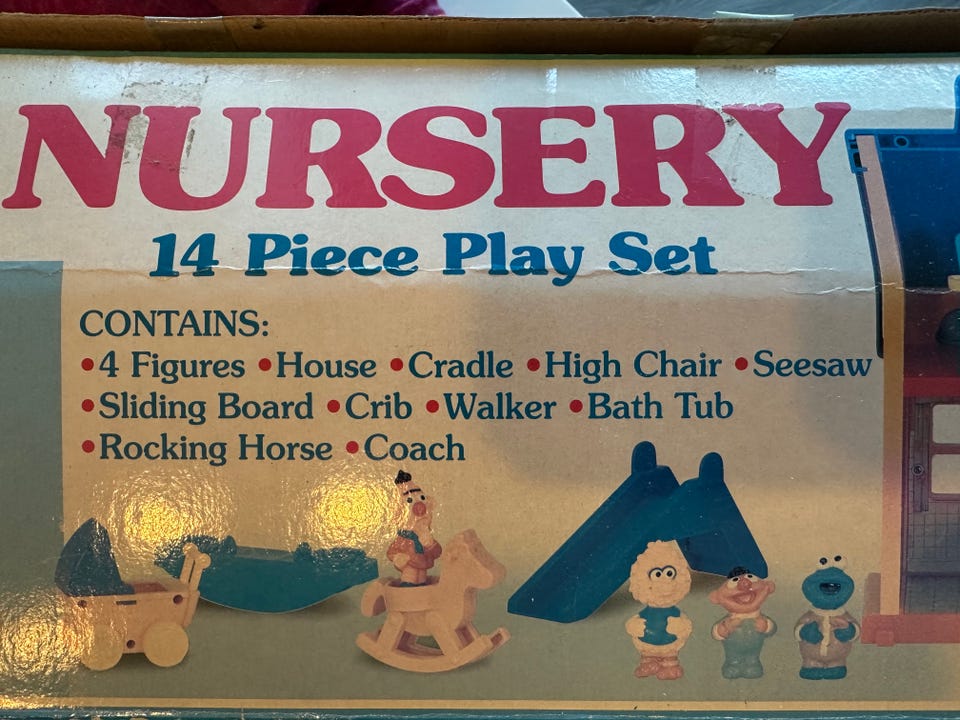 NURSERY
14 Piece Play Set
CONTAINS:
•4 Figures •House •Cradle •High Chair •Seesaw
•Sliding Board •Crib •Walker •Bath Tub
•Rocking Horse •Coach